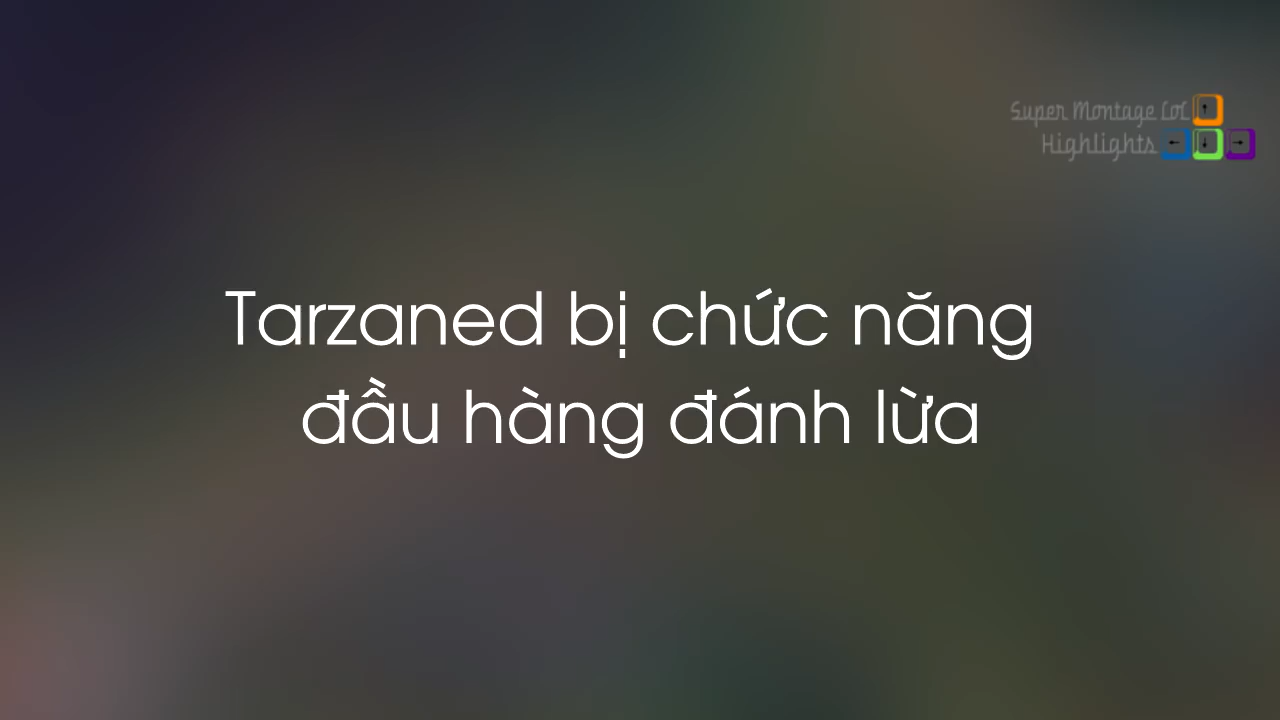 Super Montage LoL
Highlights
Tarzaned bị chức năng
đầu hàng đánh lừa